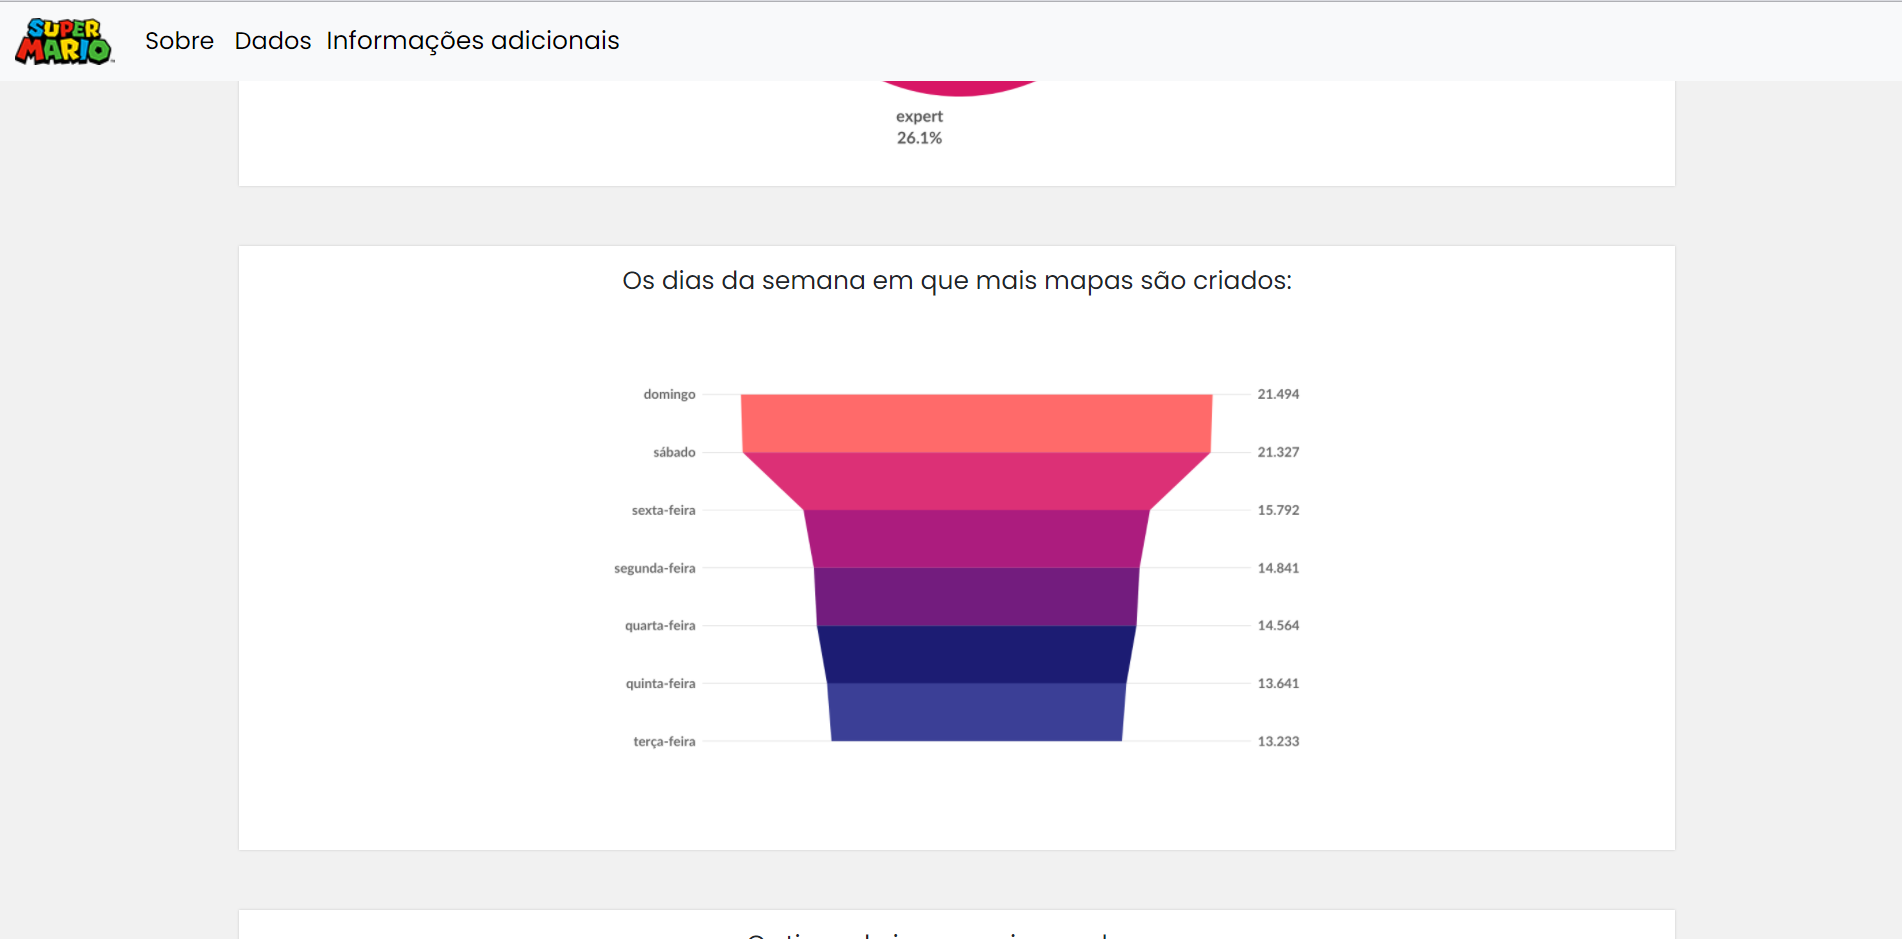 SUPER
MARIO
Sobre Dados Informações adicionais
expert
26.1%
Os dias da semana em que mais mapas são criados:
domingo 21.494
sábado 21.327
sexta-feira 15.792
segunda-feira 14.841
quarta-feira 14.564
quinta-feira 13.641
terça-feira 13.233